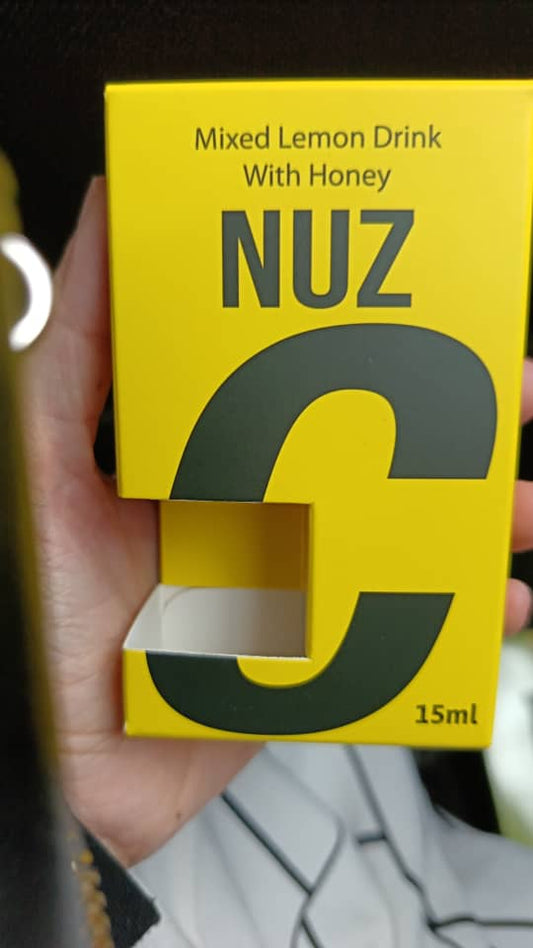 Mixed Lemon Drink
With Honey
NUZ
C
15ml